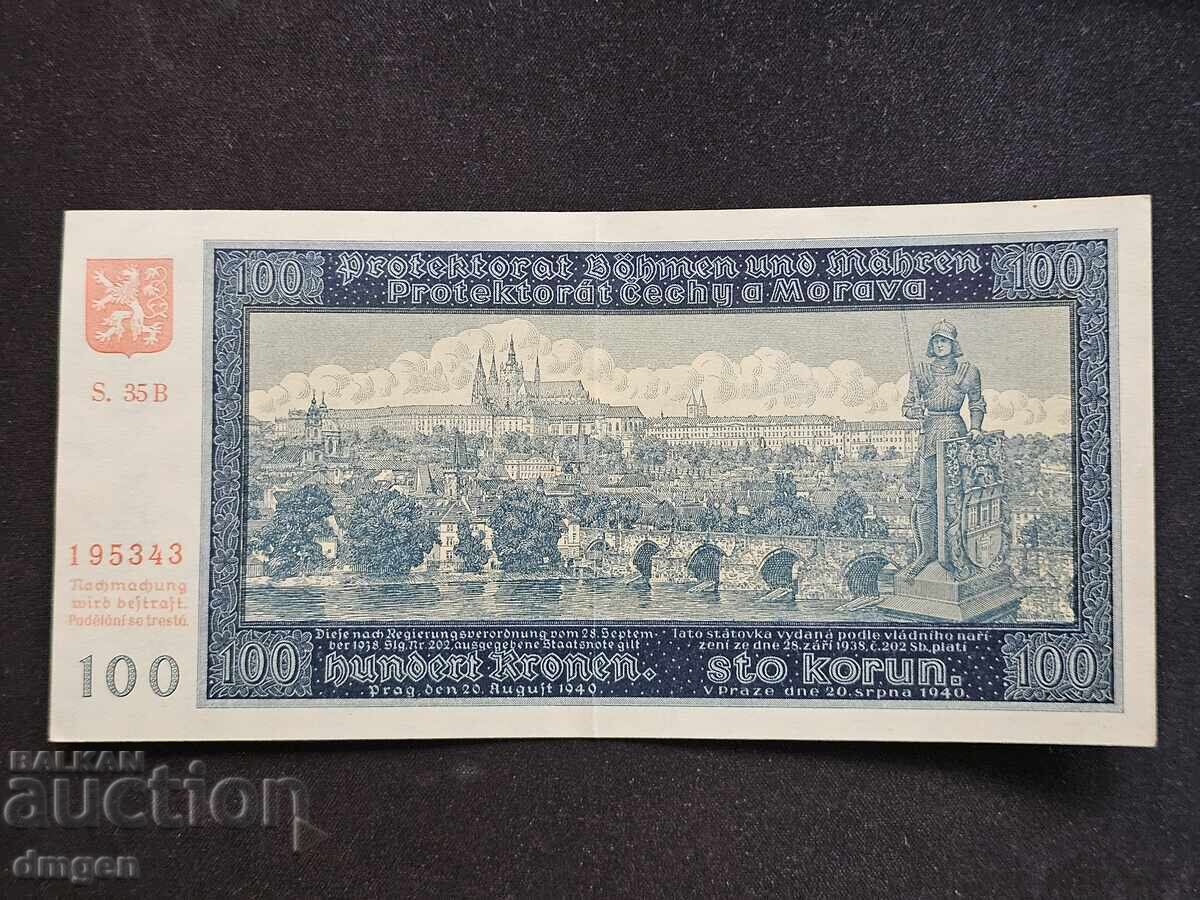 100
Protektorat Böhmen und Mähren
Protektorát Čechy a Morava
100
S. 35 B
195343
Nachmachung
wird bestraft.
Padělání se trestá.
100
100
Diese nach Regierungsverordnung vom 28. Septem-
ber 1938. Slg. Nr. 202, ausgegebene Staatsnote gilt
hundert Kronen.
Prag, den 20. August 1940.
Tato státovka vydaná podle vládního naří-
zení ze dne 28. září 1938, č. 202 Sb. platí
sto korun.
V Praze dne 20. srpna 1940.
100
BALKAN
auction
dmgen